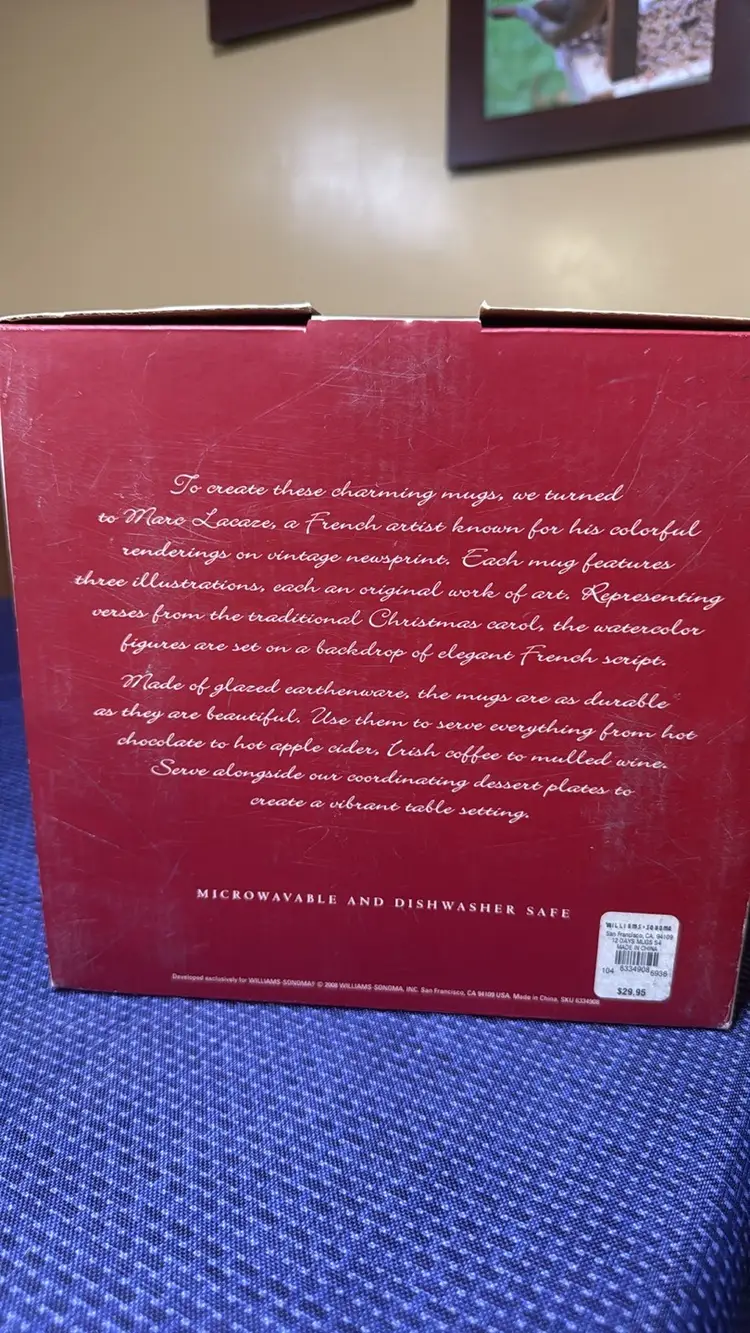 To create these charming mugs, we turned
to Marc Lacaze, a French artist known for his colorful
renderings on vintage newsprint. Each mug features
three illustrations, each an original work of art. Representing
verses from the traditional Christmas carol, the watercolor
figures are set on a backdrop of elegant French script.
Made of glazed earthenware, the mugs are as durable
as they are beautiful. Use them to serve everything from hot
chocolate to hot apple cider, Irish coffee to mulled wine.
Serve alongside our coordinating dessert plates to
create a vibrant table setting.
MICROWAVABLE AND DISHWASHER SAFE
Developed exclusively for WILLIAMS-SONOMA® © 2008 WILLIAMS-SONOMA, INC. San Francisco, CA 94109 USA. Made in China. SKU 6334908
WILLIAMS-SONOMA
San Francisco, CA, 94109
12 DAYS MUGS S4
MADE IN CHINA
104 6334908 6936
$29.95